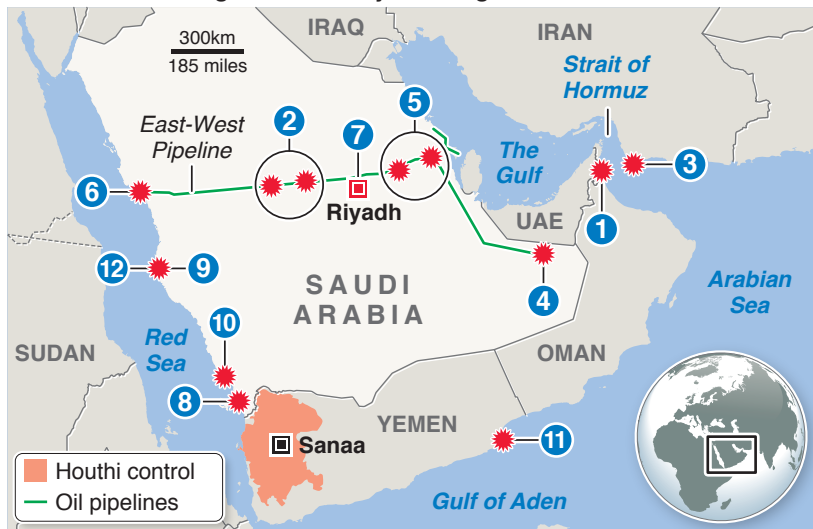 300km
185 miles
IRAQ
IRAN
Strait of
Hormuz
East-West
Pipeline
2
7
5
The
Gulf
3
6
Riyadh
UAE
1
12
9
4
SAUDI
ARABIA
Arabian
Sea
10
Red
Sea
SUDAN
OMAN
8
YEMEN
Sanaa
11
Houthi control
Oil pipelines
Gulf of Aden